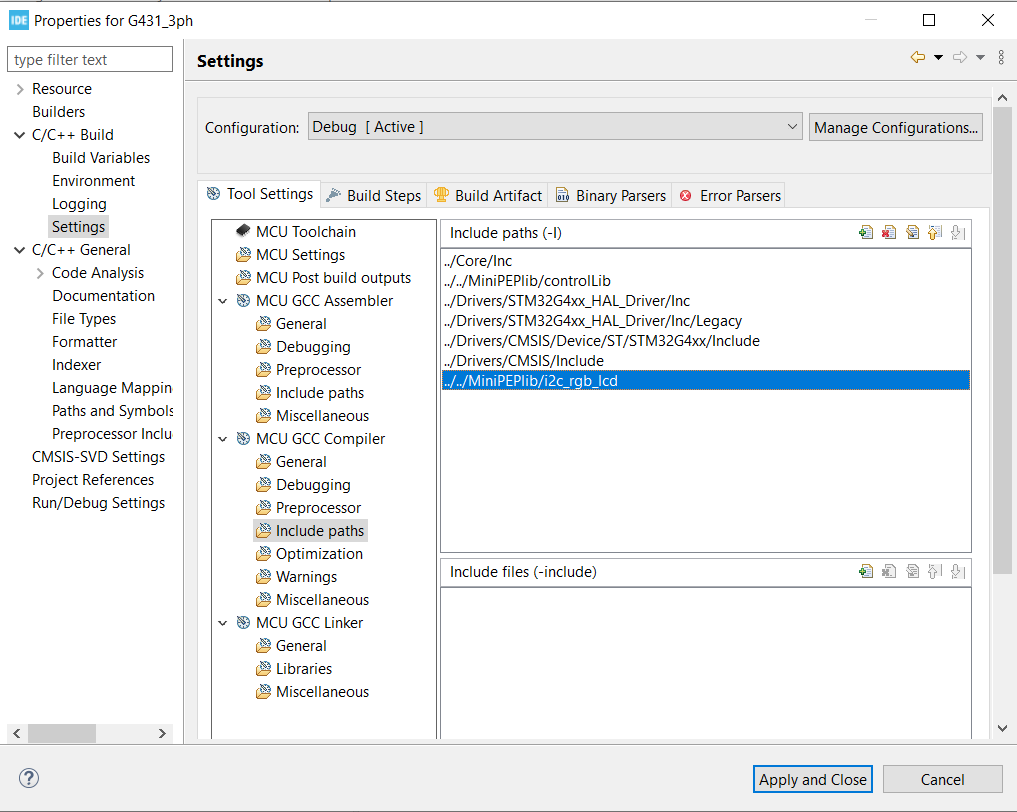 IDE Properties for G431_3ph
type filter text
Resource
Builders
C/C++ Build
Build Variables
Environment
Logging
Settings
C/C++ General
Code Analysis
Documentation
File Types
Formatter
Indexer
Language Mappin
Paths and Symbols
Preprocessor Inclu
CMSIS-SVD Settings
Project References
Run/Debug Settings
Settings
Configuration: Debug [ Active ] Manage Configurations...
Tool Settings Build Steps Build Artifact Binary Parsers Error Parsers
MCU Toolchain
MCU Settings
MCU Post build outputs
MCU GCC Assembler
General
Debugging
Preprocessor
Include paths
Miscellaneous
MCU GCC Compiler
General
Debugging
Preprocessor
Include paths
Optimization
Warnings
Miscellaneous
MCU GCC Linker
General
Libraries
Miscellaneous
Include paths (-I)
../Core/Inc
../../MiniPEPlib/controlLib
../Drivers/STM32G4xx_HAL_Driver/Inc
../Drivers/STM32G4xx_HAL_Driver/Inc/Legacy
../Drivers/CMSIS/Device/ST/STM32G4xx/Include
../Drivers/CMSIS/Include
../../MiniPEPlib/i2c_rgb_lcd
Include files (-include)
? Apply and Close Cancel